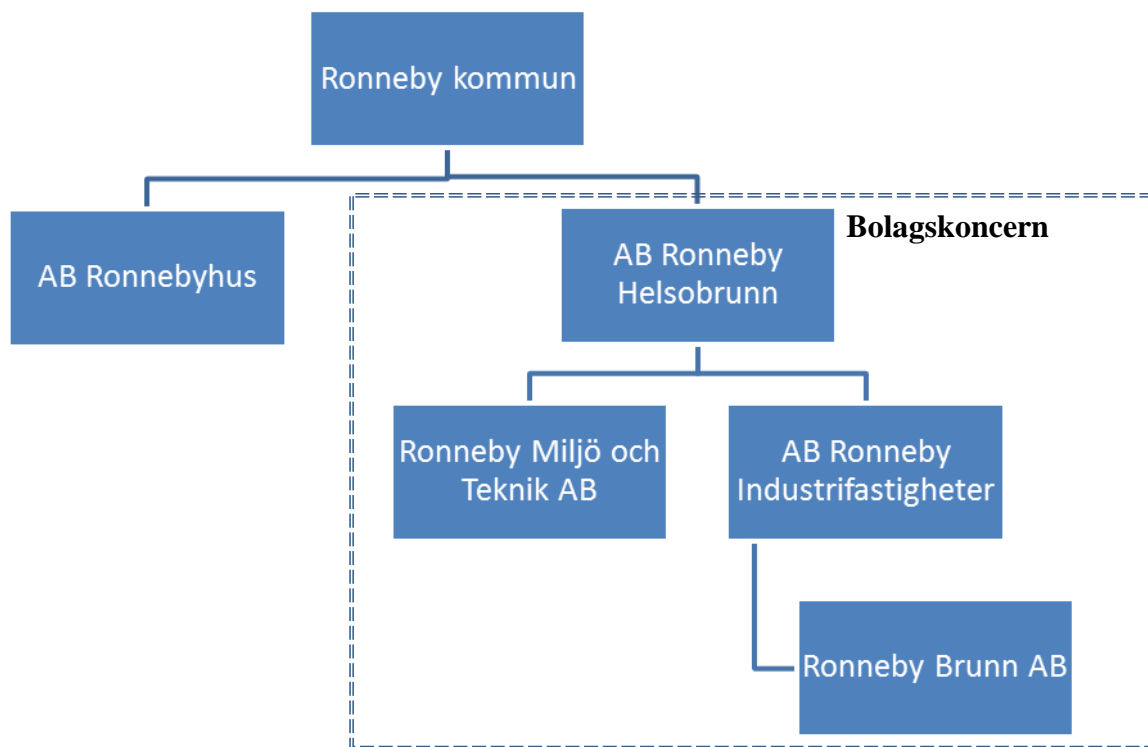 Ronneby kommun
AB Ronnebyhus
Bolagskoncern
AB Ronneby
Helsobrunn
Ronneby Miljö och
Teknik AB
AB Ronneby
Industrifastigheter
Ronneby Brunn AB